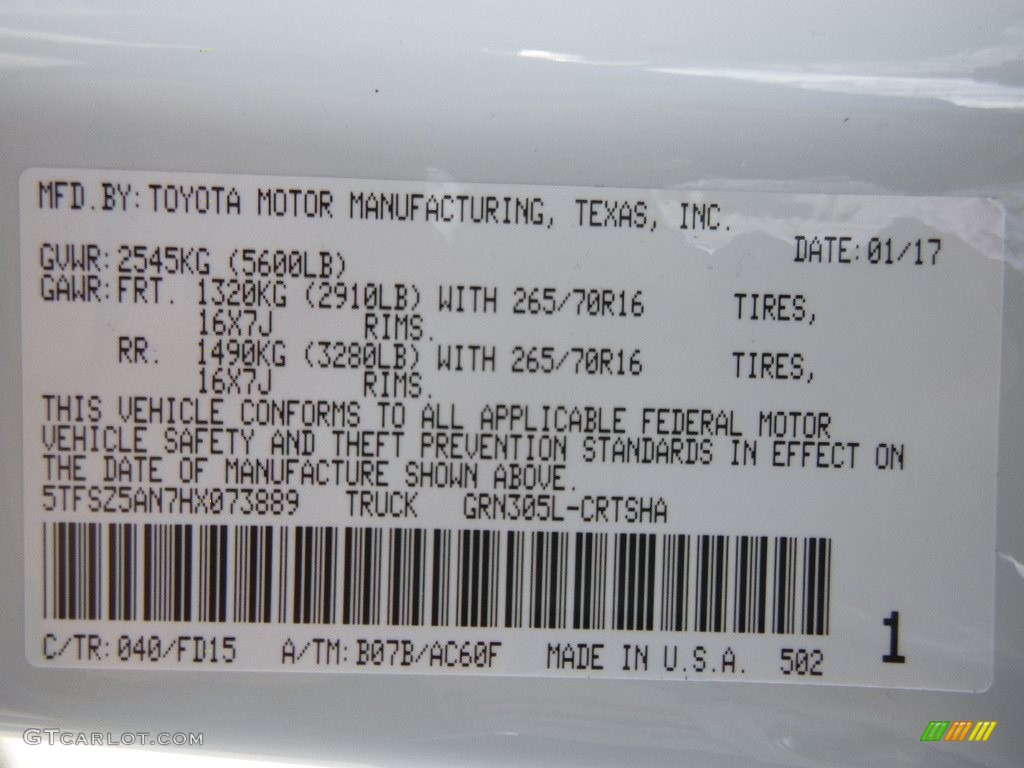 MFD.BY: TOYOTA MOTOR MANUFACTURING, TEXAS, INC.
DATE: 01/17
GVWR: 2545KG (5600LB)
GAWR: FRT. 1320KG (2910LB) WITH 265/70R16 TIRES,
16X7J RIMS.
RR. 1490KG (3280LB) WITH 265/70R16 TIRES,
16X7J RIMS.
THIS VEHICLE CONFORMS TO ALL APPLICABLE FEDERAL MOTOR
VEHICLE SAFETY AND THEFT PREVENTION STANDARDS IN EFFECT ON
THE DATE OF MANUFACTURE SHOWN ABOVE.
5TFSZ5AN7HX073889 TRUCK GRN305L-CRTSHA
C/TR: 040/FD15 A/TM: B07B/AC60F MADE IN U.S.A. 502
1
GTCARLOT.COM